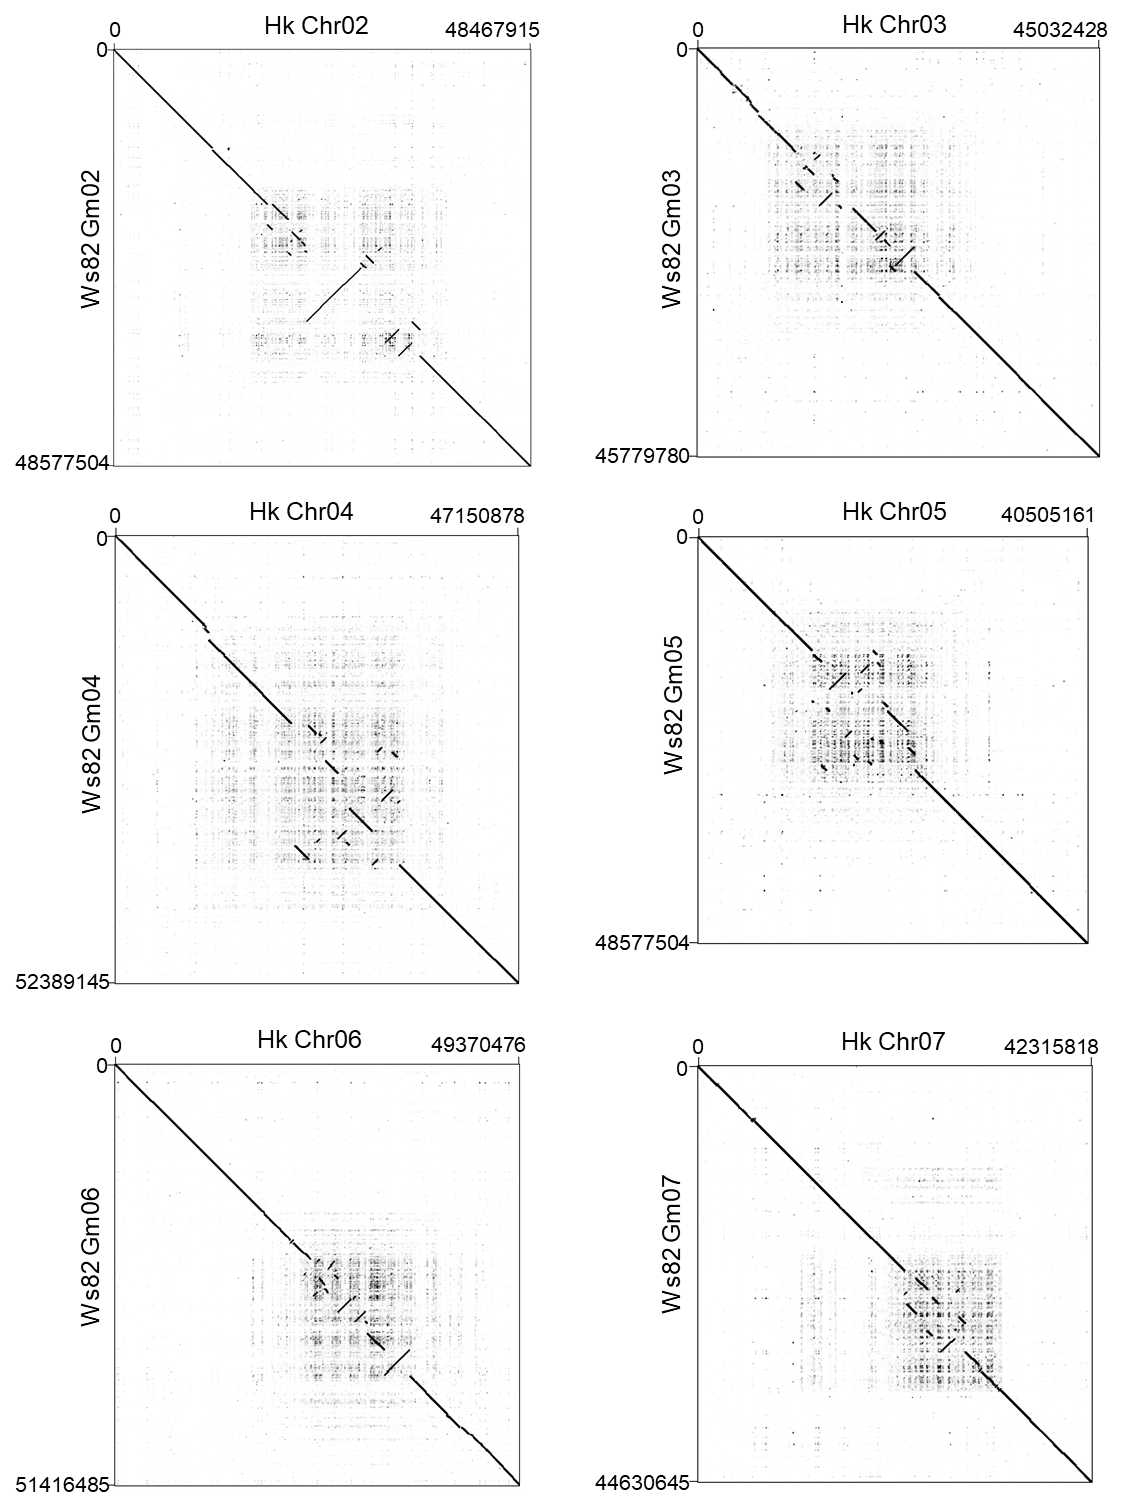 0 Hk Chr02 48467915
0
Ws82 Gm02
48577504
0 Hk Chr03 45032428
0
Ws82 Gm03
45779780
0 Hk Chr04 47150878
0
Ws82 Gm04
52389145
0 Hk Chr05 40505161
0
Ws82 Gm05
48577504
0 Hk Chr06 49370476
0
Ws82 Gm06
51416485
0 Hk Chr07 42315818
0
Ws82 Gm07
44630645